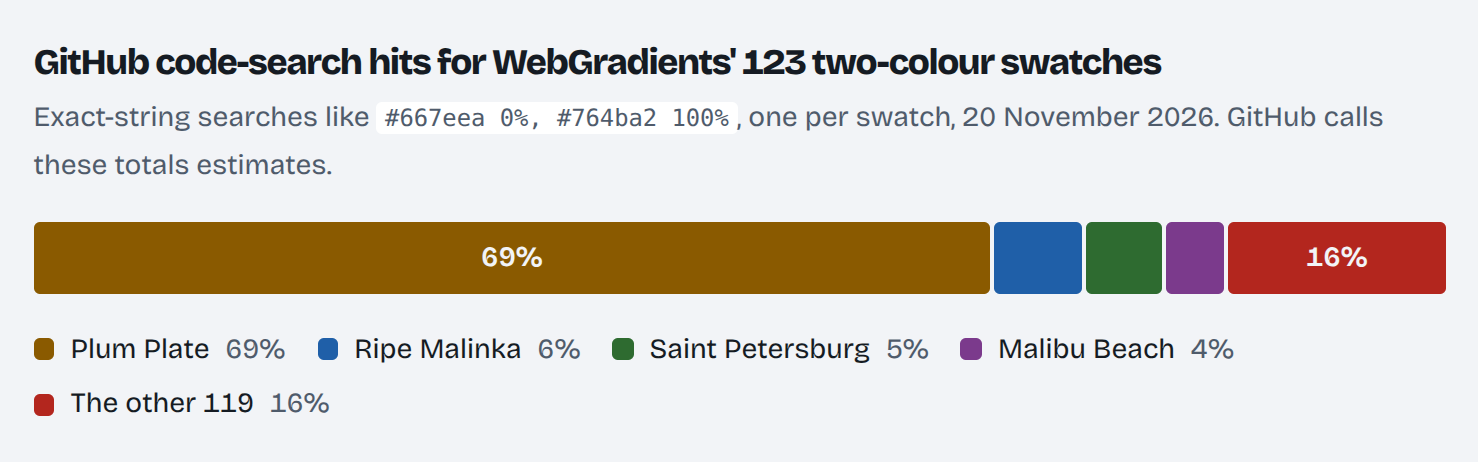 GitHub code-search hits for WebGradients' 123 two-colour swatches
Exact-string searches like #667eea 0%, #764ba2 100%, one per swatch, 20 November 2026. GitHub calls
these totals estimates.
69% 16%
Plum Plate 69% Ripe Malinka 6% Saint Petersburg 5% Malibu Beach 4%
The other 119 16%